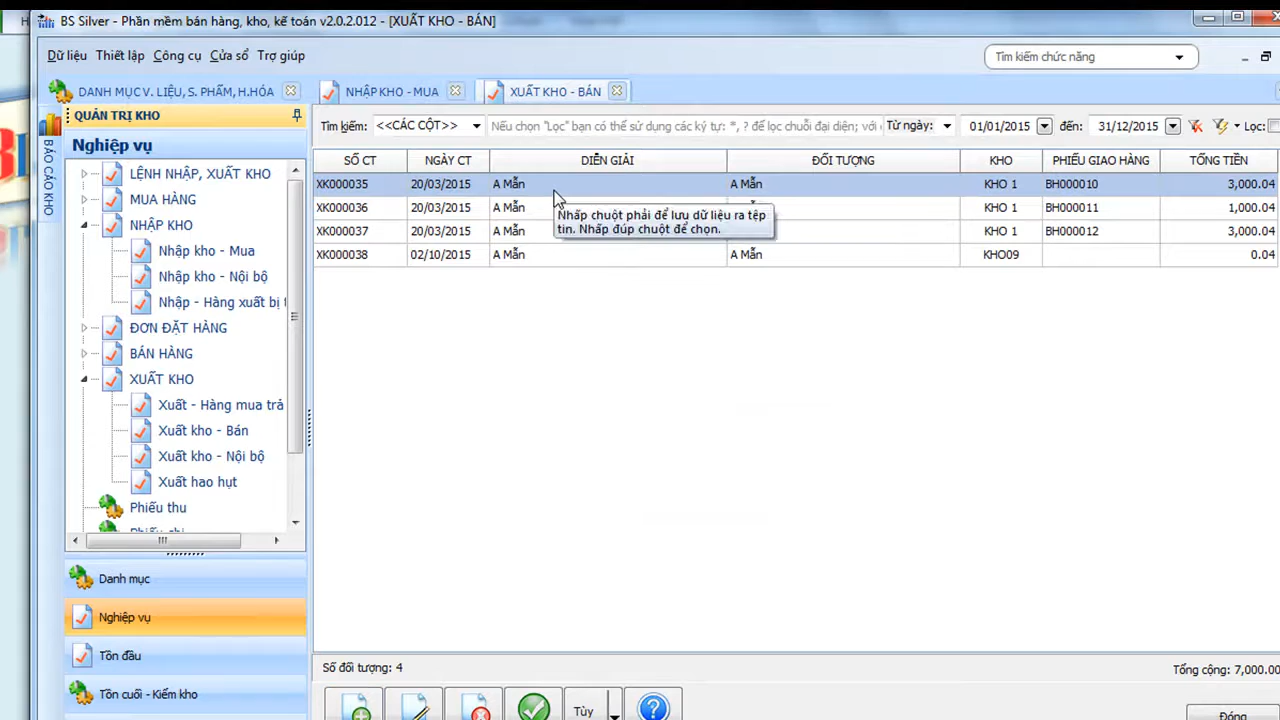 BS Silver - Phần mềm bán hàng, kho, kế toán v2.0.2.012 - [XUẤT KHO - BÁN]
Dữ liệu Thiết lập Công cụ Cửa sổ Trợ giúp
Tìm kiếm chức năng
DANH MỤC V. LIỆU, S. PHẨM, H.HÓA
NHẬP KHO - MUA
XUẤT KHO - BÁN
BÁO CÁO KHO
QUẢN TRỊ KHO
Nghiệp vụ
LỆNH NHẬP, XUẤT KHO
MUA HÀNG
NHẬP KHO
Nhập kho - Mua
Nhập kho - Nội bộ
Nhập - Hàng xuất bị t
ĐƠN ĐẶT HÀNG
BÁN HÀNG
XUẤT KHO
Xuất - Hàng mua trả
Xuất kho - Bán
Xuất kho - Nội bộ
Xuất hao hụt
Phiếu thu
Phiếu chi
Danh mục
Nghiệp vụ
Tồn đầu
Tồn cuối - Kiểm kho
Tìm kiếm: <<CÁC CỘT>> Nếu chọn "Lọc" bạn có thể sử dụng các ký tự: *, ? để lọc chuỗi đại diện; với Từ ngày: 01/01/2015 đến: 31/12/2015 Lọc:
SỐ CT NGÀY CT DIỄN GIẢI ĐỐI TƯỢNG KHO PHIẾU GIAO HÀNG TỔNG TIỀN
XK000035 20/03/2015 A Mẫn A Mẫn KHO 1 BH000010 3,000.04
XK000036 20/03/2015 A Mẫn KHO 1 BH000011 1,000.04
XK000037 20/03/2015 A Mẫn KHO 1 BH000012 3,000.04
XK000038 02/10/2015 A Mẫn A Mẫn KHO09 0.04
Nhấp chuột phải để lưu dữ liệu ra tệp
tin. Nhấp đúp chuột để chọn.
Số đối tượng: 4
Tổng cộng: 7,000.00
Tùy
Đóng